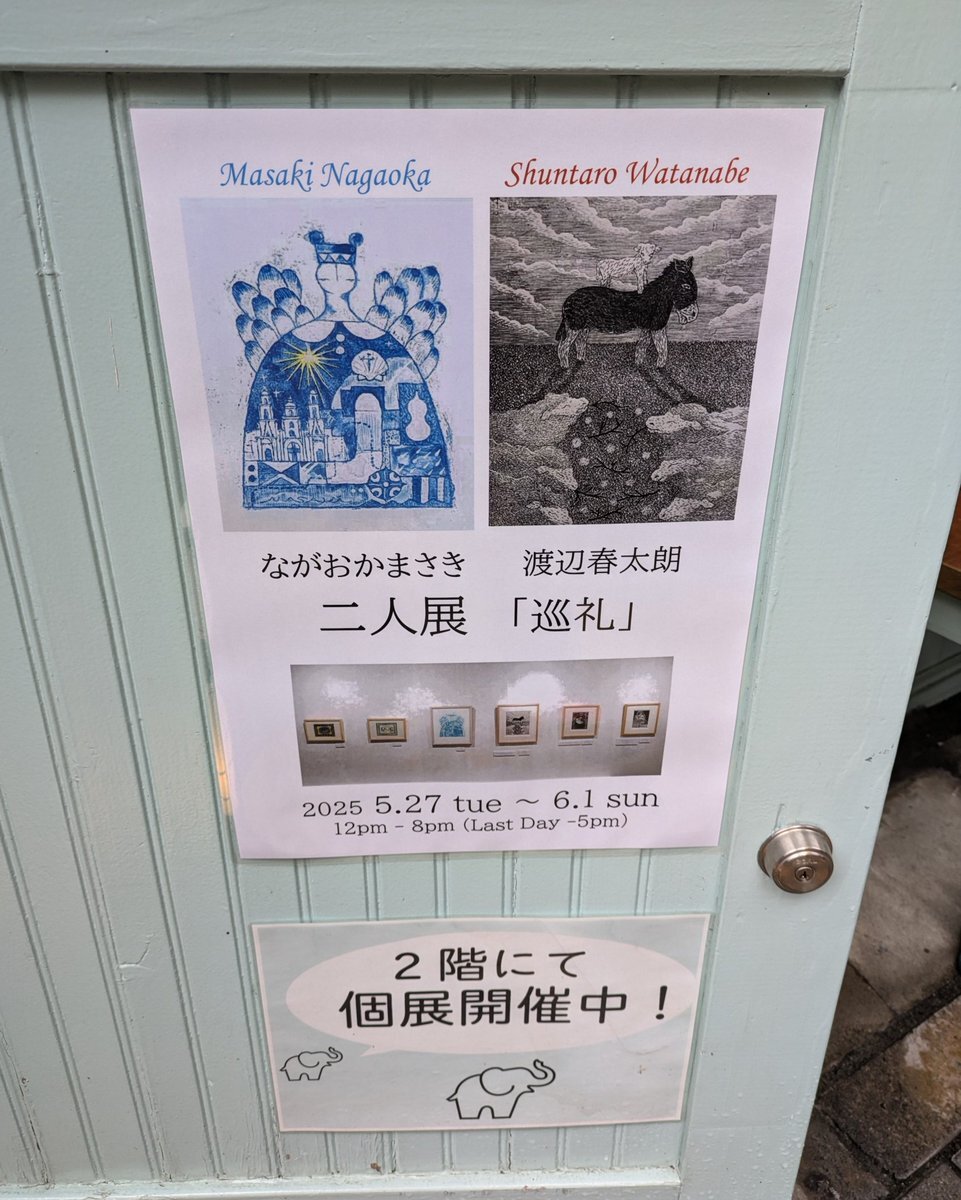 Masaki Nagaoka
Shuntaro Watanabe
ながおかまさき
渡辺春太朗
二人展 「巡礼」
2025 5.27 tue ～ 6.1 sun
12pm - 8pm (Last Day -5pm)
2階にて
個展開催中！